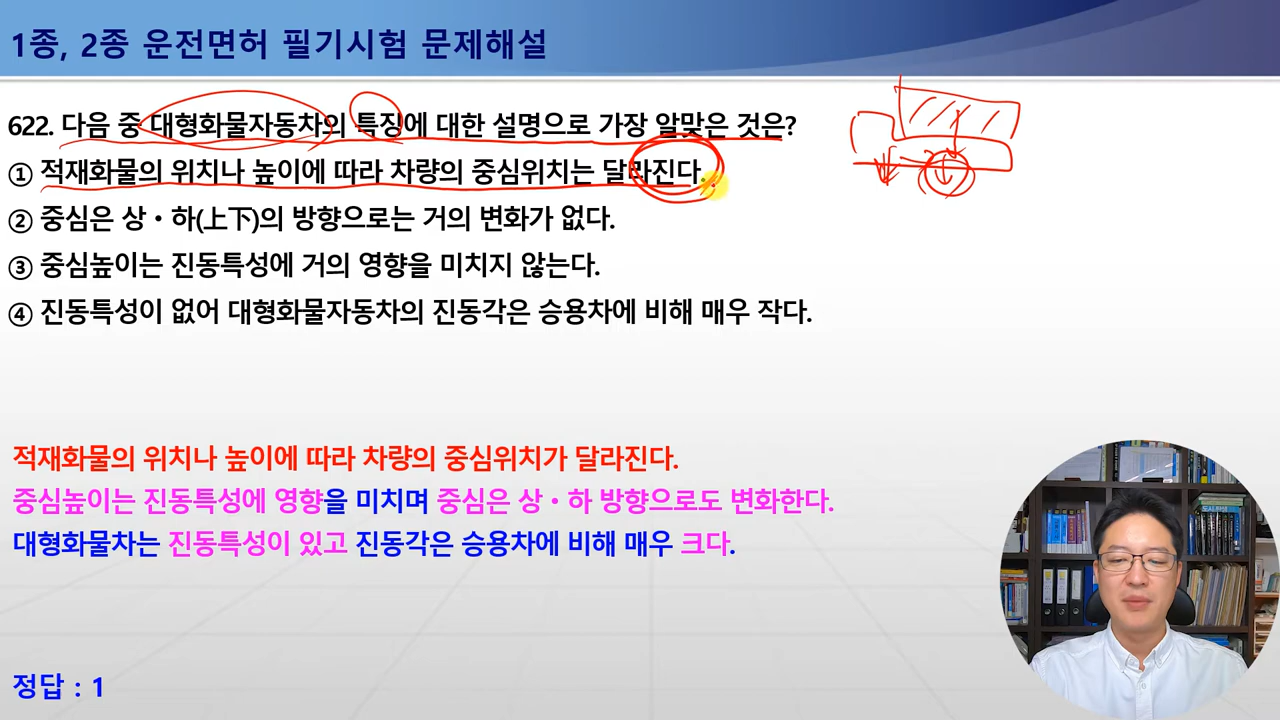 1종, 2종 운전면허 필기시험 문제해설
622. 다음 중 대형화물자동차의 특징에 대한 설명으로 가장 알맞은 것은?
① 적재화물의 위치나 높이에 따라 차량의 중심위치는 달라진다.
② 중심은 상·하(上下)의 방향으로는 거의 변화가 없다.
③ 중심높이는 진동특성에 거의 영향을 미치지 않는다.
④ 진동특성이 없어 대형화물자동차의 진동각은 승용차에 비해 매우 작다.
적재화물의 위치나 높이에 따라 차량의 중심위치가 달라진다.
중심높이는 진동특성에 영향을 미치며 중심은 상·하 방향으로도 변화한다.
대형화물차는 진동특성이 있고 진동각은 승용차에 비해 매우 크다.
정답 : 1